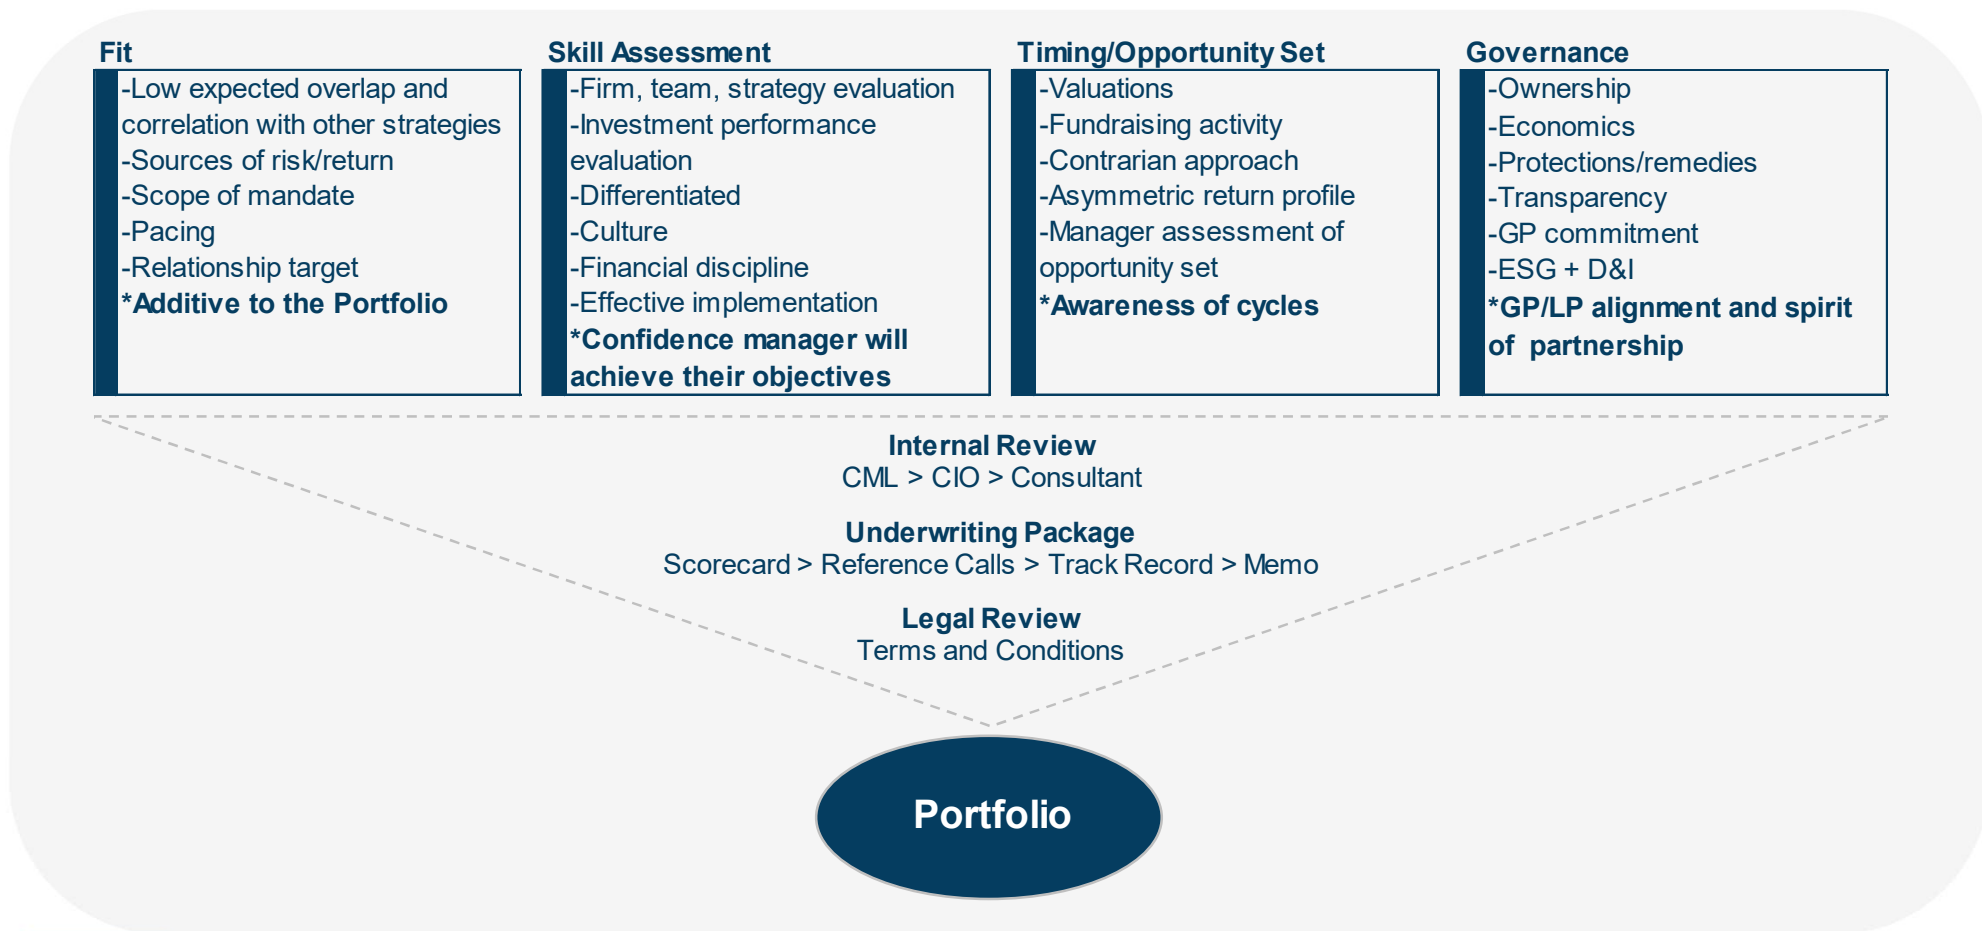 Fit
-Low expected overlap and
correlation with other strategies
-Sources of risk/return
-Scope of mandate
-Pacing
-Relationship target
*Additive to the Portfolio
Skill Assessment
-Firm, team, strategy evaluation
-Investment performance
evaluation
-Differentiated
-Culture
-Financial discipline
-Effective implementation
*Confidence manager will
achieve their objectives
Timing/Opportunity Set
-Valuations
-Fundraising activity
-Contrarian approach
-Asymmetric return profile
-Manager assessment of
opportunity set
*Awareness of cycles
Governance
-Ownership
-Economics
-Protections/remedies
-Transparency
-GP commitment
-ESG + D&I
*GP/LP alignment and spirit
of partnership
Internal Review
CML > CIO > Consultant
Underwriting Package
Scorecard > Reference Calls > Track Record > Memo
Legal Review
Terms and Conditions
Portfolio